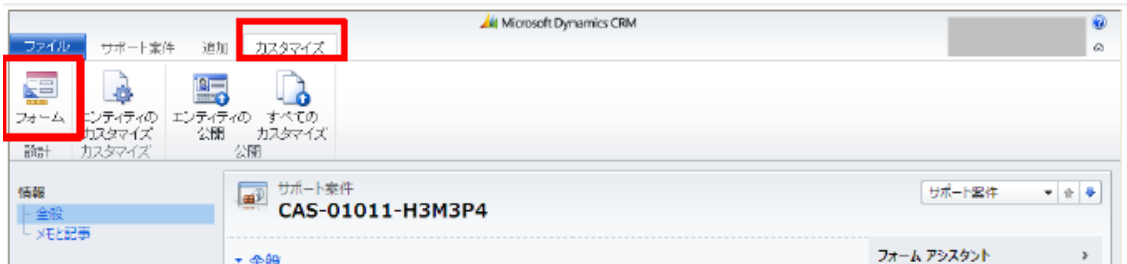 Microsoft Dynamics CRM
ファイル サポート案件 追加 カスタマイズ
フォーム エンティティの エンティティの すべての
カスタマイズ 公開 カスタマイズ
設計 カスタマイズ 公開
情報
全般
メモと記事
サポート案件
CAS-01011-H3M3P4
サポート案件
全般
フォーム アシスタント